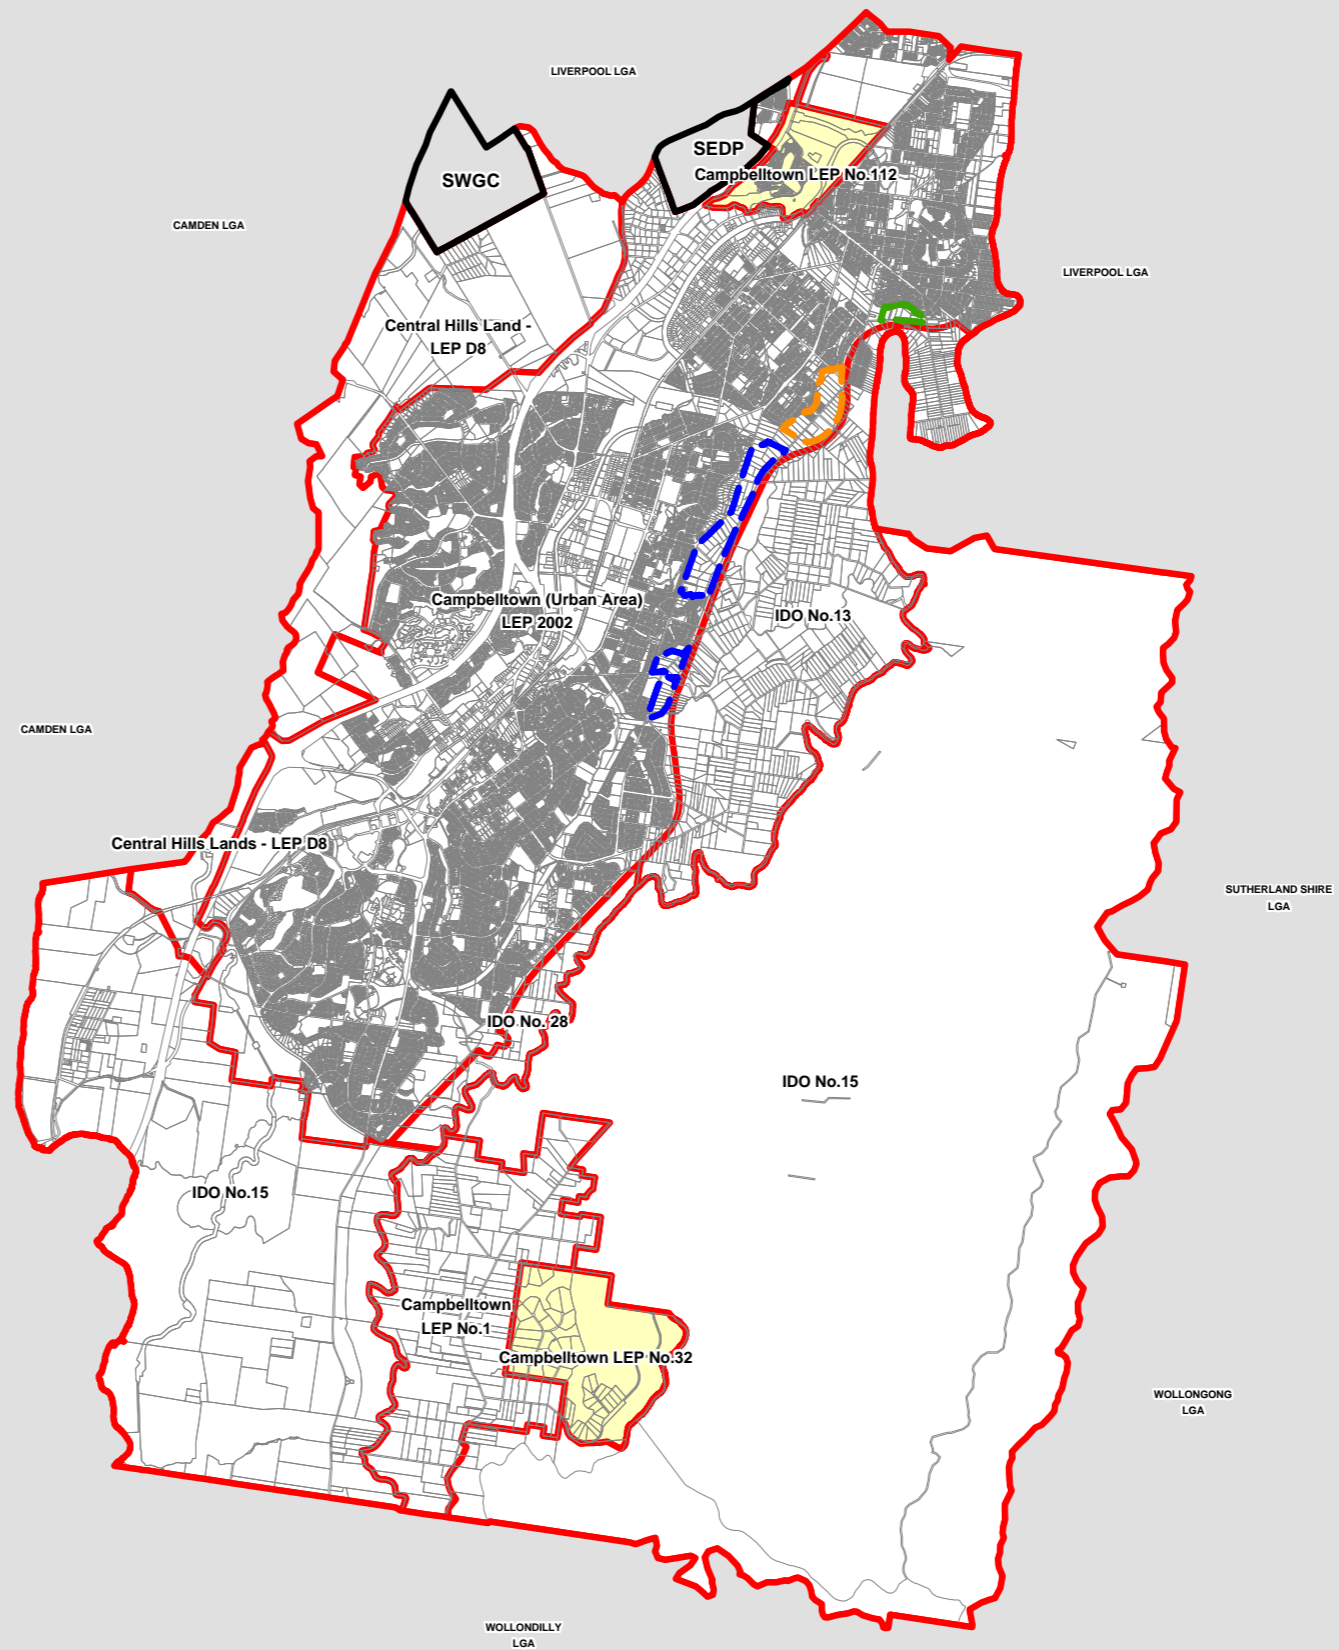 LIVERPOOL LGA
SEDP
Campbelltown LEP No.112
SWGC
CAMDEN LGA
LIVERPOOL LGA
Central Hills Land -
LEP D8
Campbelltown (Urban Area)
LEP 2002
IDO No.13
CAMDEN LGA
Central Hills Lands - LEP D8
SUTHERLAND SHIRE
LGA
IDO No. 28
IDO No.15
IDO No.15
Campbelltown
LEP No.1
Campbelltown LEP No.32
WOLLONGONG
LGA
WOLLONDILLY
LGA